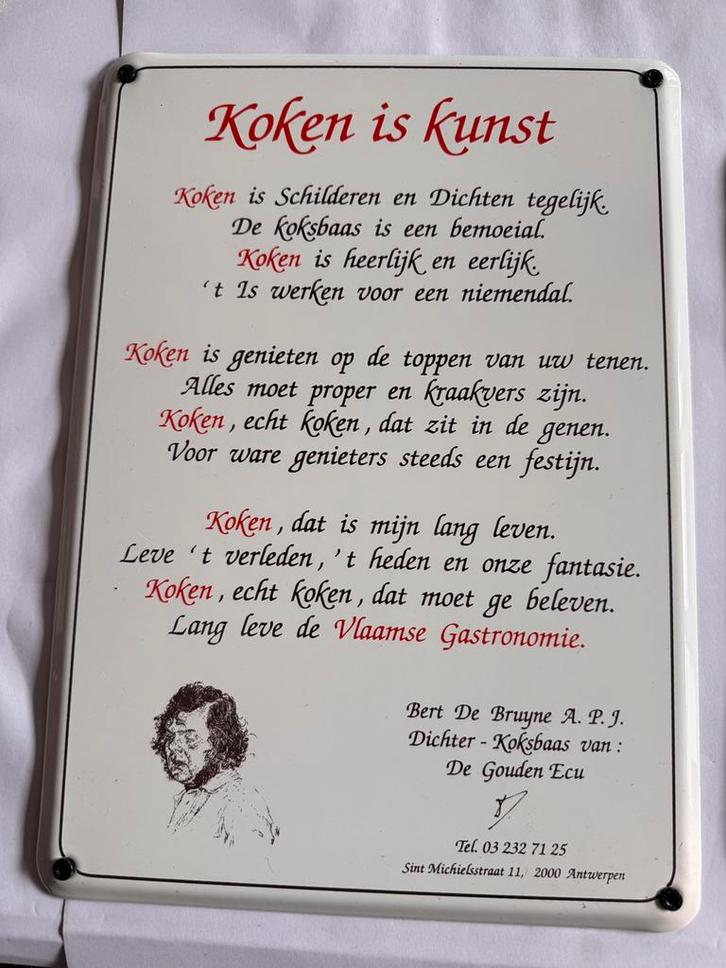 Koken is kunst
Koken is Schilderen en Dichten tegelijk.
De koksbaas is een bemoeial.
Koken is heerlijk en eerlijk.
‘t Is werken voor een niemendal.
Koken is genieten op de toppen van uw tenen.
Alles moet proper en kraakvers zijn.
Koken, echt koken, dat zit in de genen.
Voor ware genieters steeds een festijn.
Koken, dat is mijn lang leven.
Leve ‘t verleden, ’t heden en onze fantasie.
Koken, echt koken, dat moet ge beleven.
Lang leve de Vlaamse Gastronomie.
Bert De Bruyne A. P. J.
Dichter - Koksbaas van :
De Gouden Ecu
Tel. 03 232 71 25
Sint Michielsstraat 11, 2000 Antwerpen